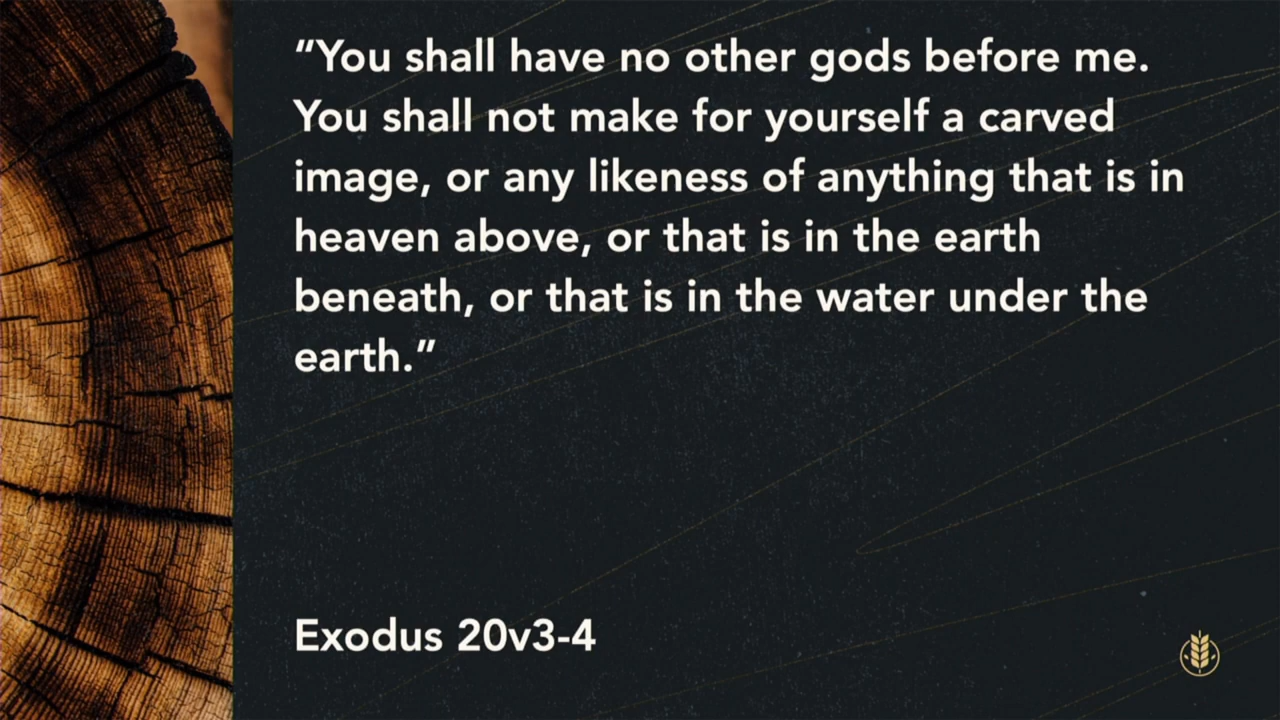 “You shall have no other gods before me.
You shall not make for yourself a carved
image, or any likeness of anything that is in
heaven above, or that is in the earth
beneath, or that is in the water under the
earth.”
Exodus 20v3-4